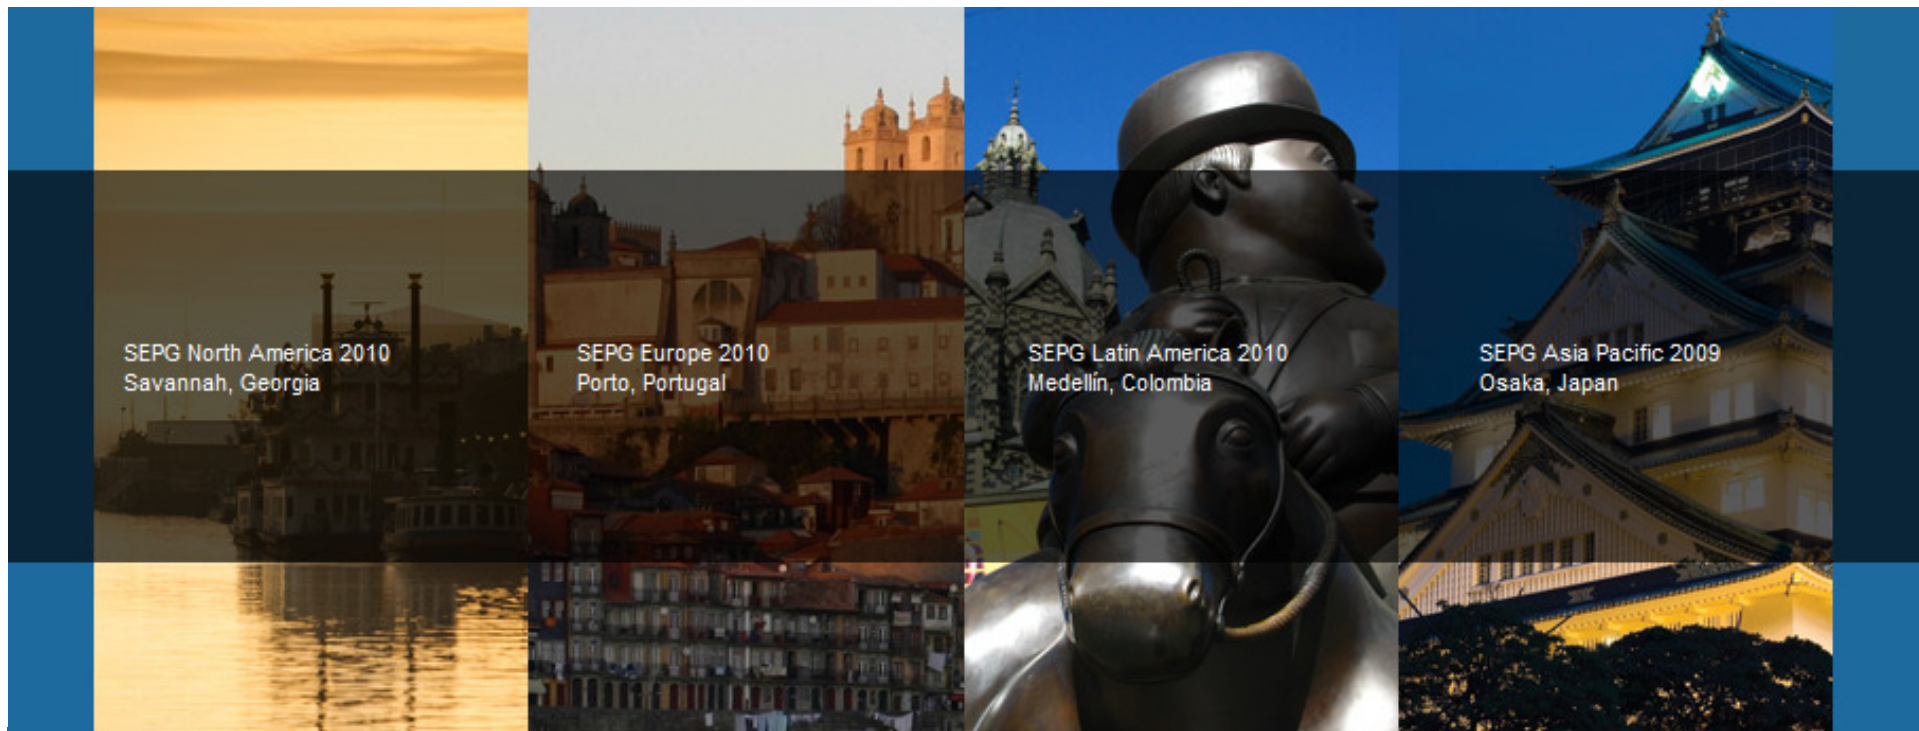 SEPG North America 2010
Savannah, Georgia
SEPG Europe 2010
Porto, Portugal
SEPG Latin America 2010
Medellín, Colombia
SEPG Asia Pacific 2009
Osaka, Japan